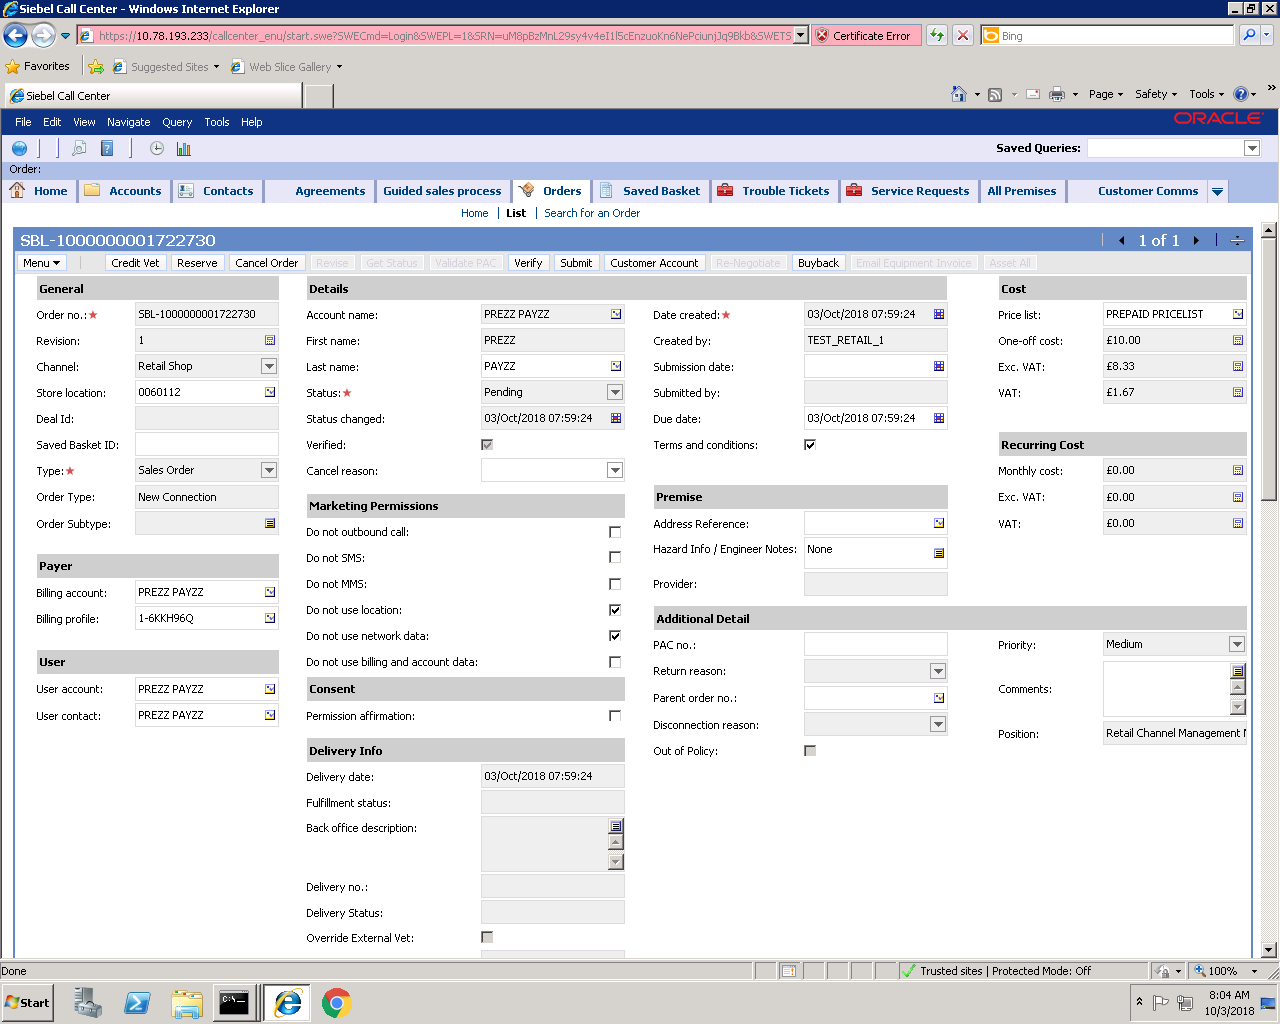 Siebel Call Center - Windows Internet Explorer
https://10.78.193.233/callcenter_enu/start.swe?SWECmd=Login&SWEPL=1&SRN=
Certificate Error
Bing
Favorites
Suggested Sites
Web Slice Gallery
Siebel Call Center
Page
Safety
Tools
File Edit View Navigate Query Tools Help
ORACLE
Saved Queries:
Order:
Home Accounts Contacts Agreements Guided sales process Orders Saved Basket Trouble Tickets Service Requests All Premises Customer Comms
Home List Search for an Order
SBL-1000000001722730
1 of 1
Menu Credit Vet Reserve Cancel Order Revise Get Status Validate PAC Verify Submit Customer Account Re-Negotiate Buyback Email Equipment Invoice Asset All
General
Order no.:★ SBL-1000000001722730
Revision: 1
Channel: Retail Shop
Store location: 0060112
Deal Id:
Saved Basket ID:
Type:★ Sales Order
Order Type: New Connection
Order Subtype:
Payer
Billing account: PREZZ PAYZZ
Billing profile: 1-6KKH96Q
User
User account: PREZZ PAYZZ
User contact: PREZZ PAYZZ
Details
Account name: PREZZ PAYZZ
First name: PREZZ
Last name: PAYZZ
Status:★ Pending
Status changed: 03/Oct/2018 07:59:24
Verified:
Cancel reason:
Marketing Permissions
Do not outbound call:
Do not SMS:
Do not MMS:
Do not use location:
Do not use network data:
Do not use billing and account data:
Consent
Permission affirmation:
Delivery Info
Delivery date: 03/Oct/2018 07:59:24
Fulfillment status:
Back office description:
Delivery no.:
Delivery Status:
Override External Vet:
Date created:★ 03/Oct/2018 07:59:24
Created by: TEST_RETAIL_1
Submission date:
Submitted by:
Due date: 03/Oct/2018 07:59:24
Terms and conditions:
Premise
Address Reference:
Hazard Info / Engineer Notes: None
Provider:
Additional Detail
PAC no.:
Return reason:
Parent order no.:
Disconnection reason:
Out of Policy:
Priority: Medium
Comments:
Position: Retail Channel Management
Cost
Price list: PREPAID PRICELIST
One-off cost: £10.00
Exc. VAT: £8.33
VAT: £1.67
Recurring Cost
Monthly cost: £0.00
Exc. VAT: £0.00
VAT: £0.00
Done
Trusted sites | Protected Mode: Off
100%
Start
8:04 AM
10/3/2018